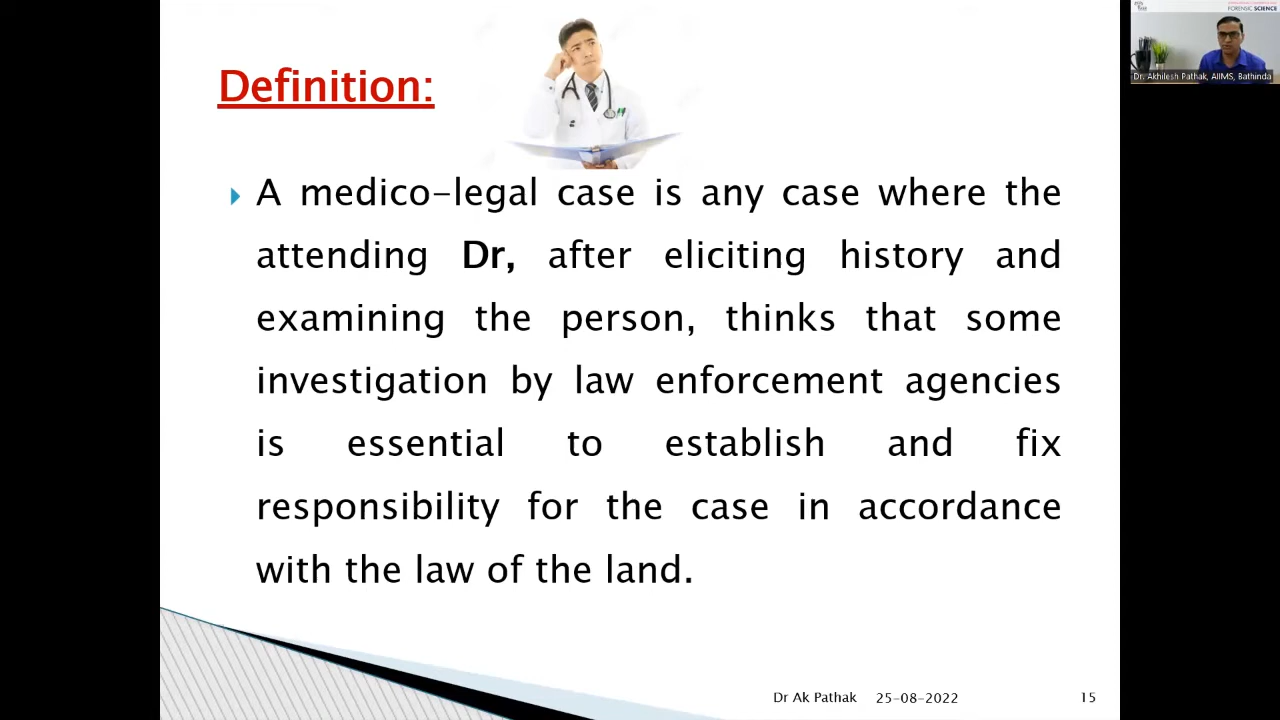 FORENSIC SCIENCE
Dr. Akhilesh Pathak, AIIMS, Bathinda
Definition:
A medico-legal case is any case where the
attending Dr, after eliciting history and
examining the person, thinks that some
investigation by law enforcement agencies
is essential to establish and fix
responsibility for the case in accordance
with the law of the land.
Dr Ak Pathak 25-08-2022 15